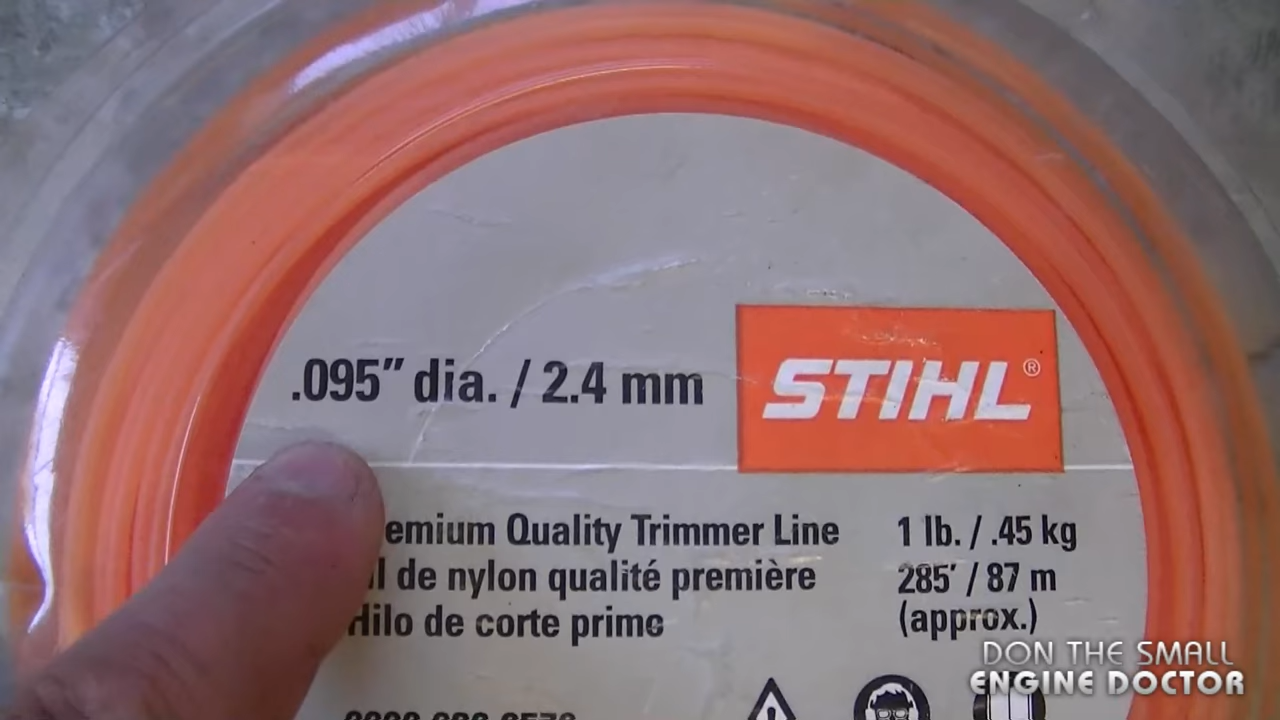 .095" dia. / 2.4 mm
STIHL®
emium Quality Trimmer Line
1 lb. / .45 kg
de nylon qualité première
285' / 87 m
Hilo de corte prime
(approx.)
DON THE SMALL
ENGINE DOCTOR